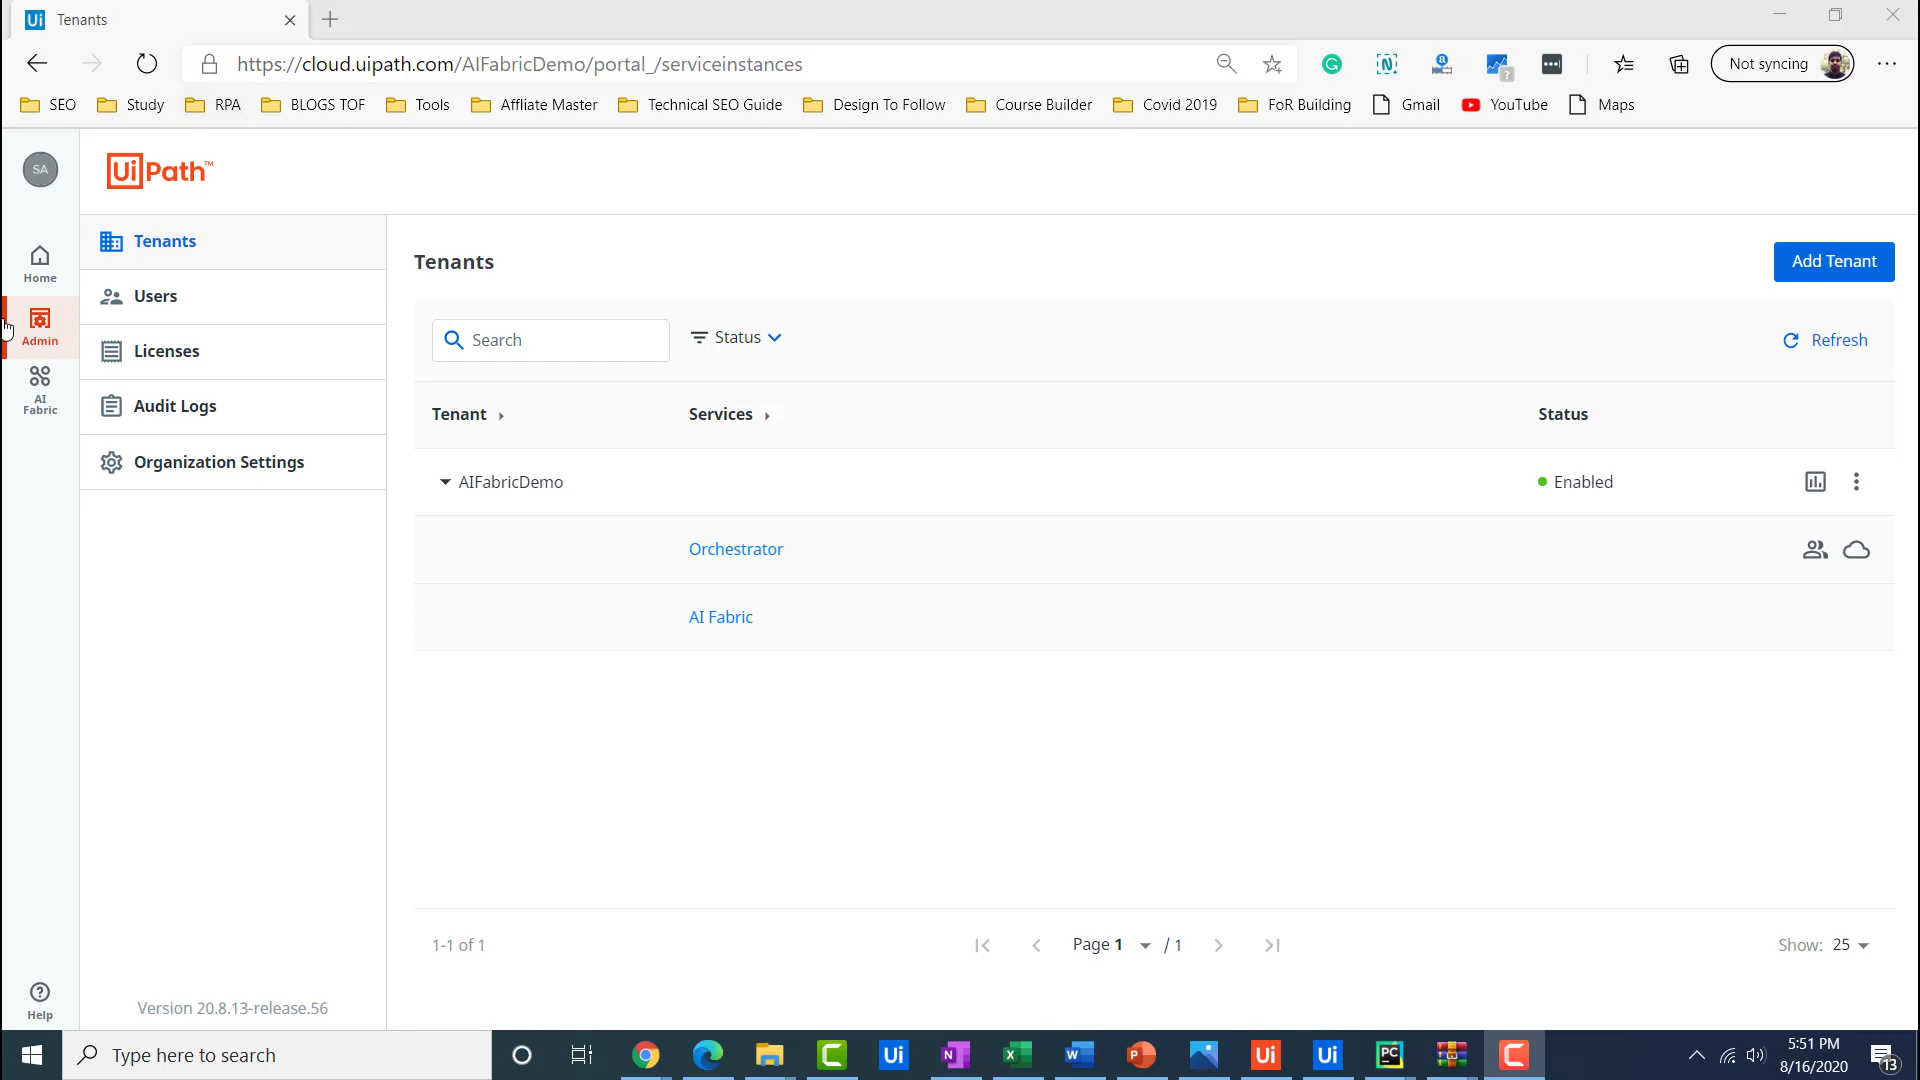 Ui Tenants
https://cloud.uipath.com/AIFabricDemo/portal_/serviceinstances
Not syncing
SEO Study RPA BLOGS TOF Tools Affliate Master Technical SEO Guide Design To Follow Course Builder Covid 2019 FoR Building Gmail YouTube Maps
SA
UiPath™
Home
Admin
AI
Fabric
Help
Tenants
Users
Licenses
Audit Logs
Organization Settings
Version 20.8.13-release.56
Tenants
Add Tenant
Search
Status
Refresh
Tenant Services Status
AIFabricDemo Enabled
Orchestrator
AI Fabric
1-1 of 1
Page 1 / 1
Show: 25
Type here to search
5:51 PM
8/16/2020
13